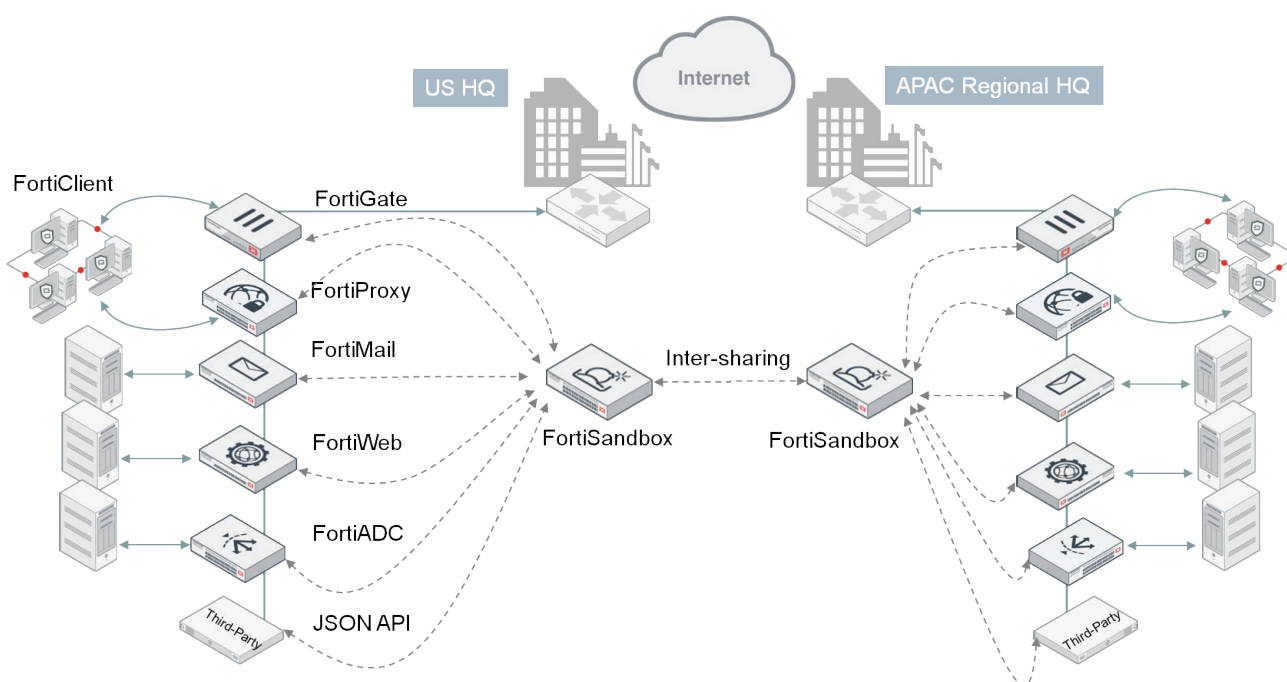 Internet
US HQ
APAC Regional HQ
FortiClient
FortiGate
FortiProxy
FortiMail
Inter-sharing
FortiWeb
FortiSandbox
FortiSandbox
FortiADC
JSON API
Third-Party
Third-Party